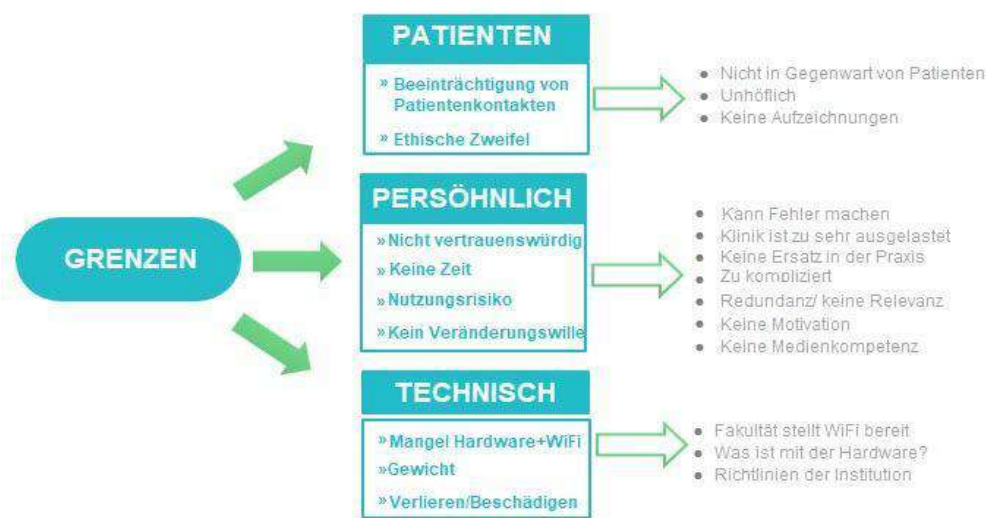 GRENZEN
PATIENTEN
» Beeinträchtigung von
Patientenkontakten
» Ethische Zweifel
● Nicht in Gegenwart von Patienten
● Unhöflich
● Keine Aufzeichnungen
PERSÖHNLICH
»Nicht vertrauenswürdig
»Keine Zeit
»Nutzungsrisiko
»Kein Veränderungswille
● Kann Fehler machen
● Klinik ist zu sehr ausgelastet
● Keine Ersatz in der Praxis
● Zu kompliziert
● Redundanz/ keine Relevanz
● Keine Motivation
● Keine Medienkompetenz
TECHNISCH
»Mangel Hardware+WiFi
»Gewicht
»Verlieren/Beschädigen
● Fakultät stellt WiFi bereit
● Was ist mit der Hardware?
● Richtlinien der Institution